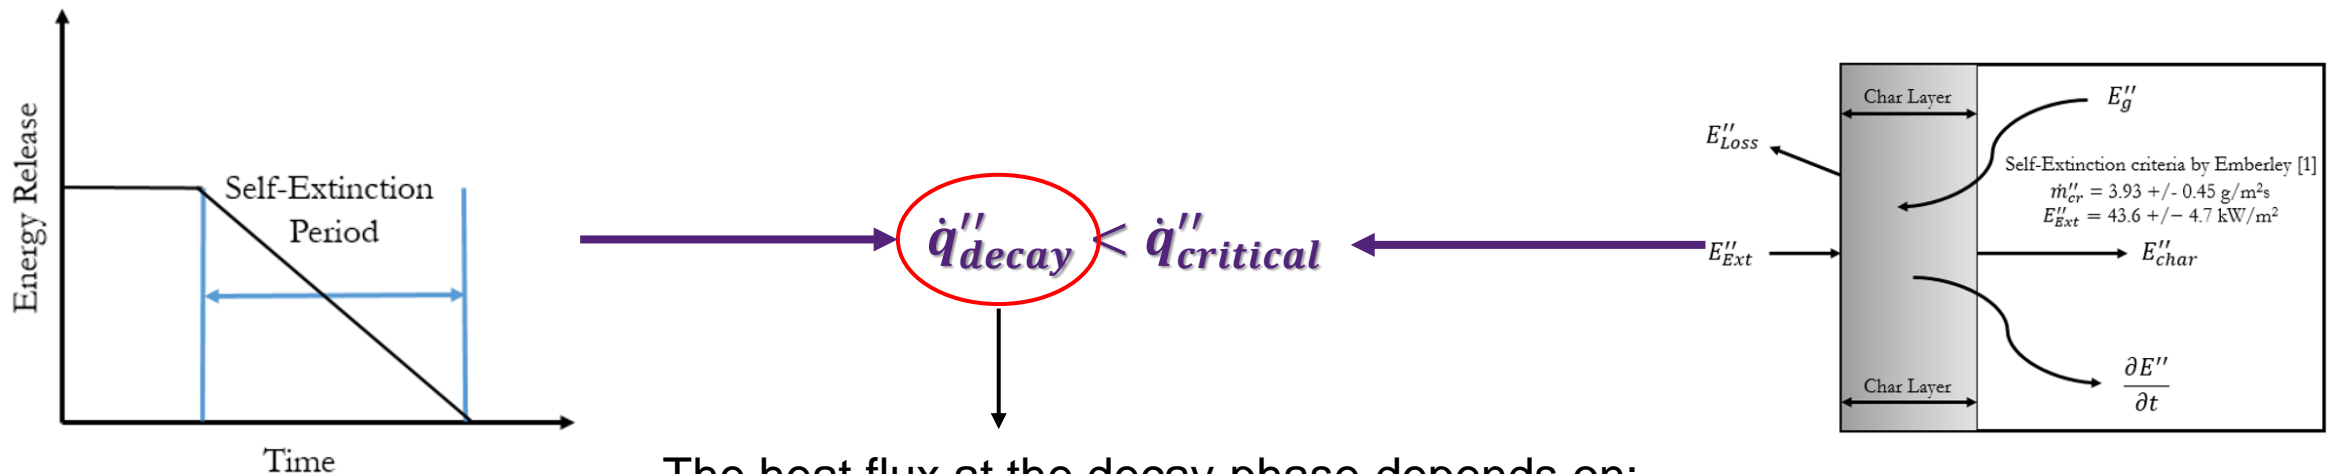 Energy Release
Self-Extinction
Period
Time
q̇''decay < q̇''critical
The heat flux at the decay phase depends on:
Char Layer
E''g
E''Loss
Self-Extinction criteria by Emberley [1]
ṁ''cr = 3.93 +/- 0.45 g/m²s
E''Ext = 43.6 +/− 4.7 kW/m²
E''Ext
E''char
∂E''
∂t
Char Layer